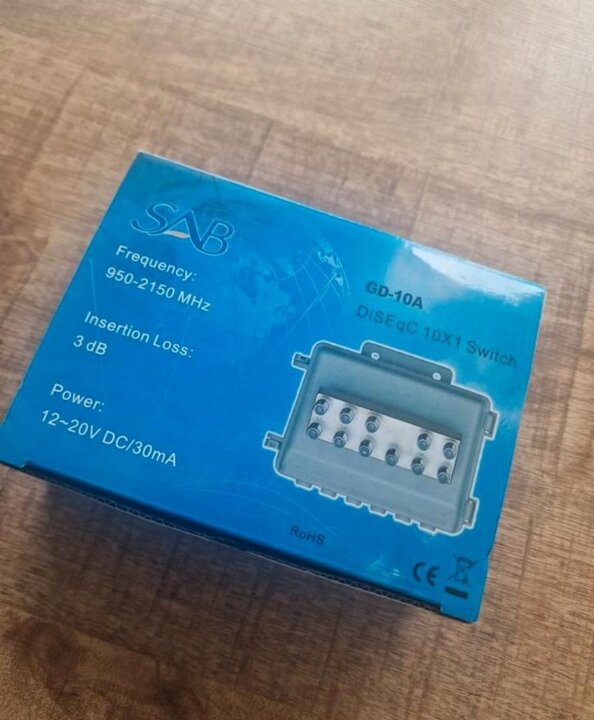 SAB
Frequency:
950-2150 MHz
Insertion Loss:
3 dB
Power:
12~20V DC/30mA
GD-10A
DiSEqC 10X1 Switch
RoHS
CE